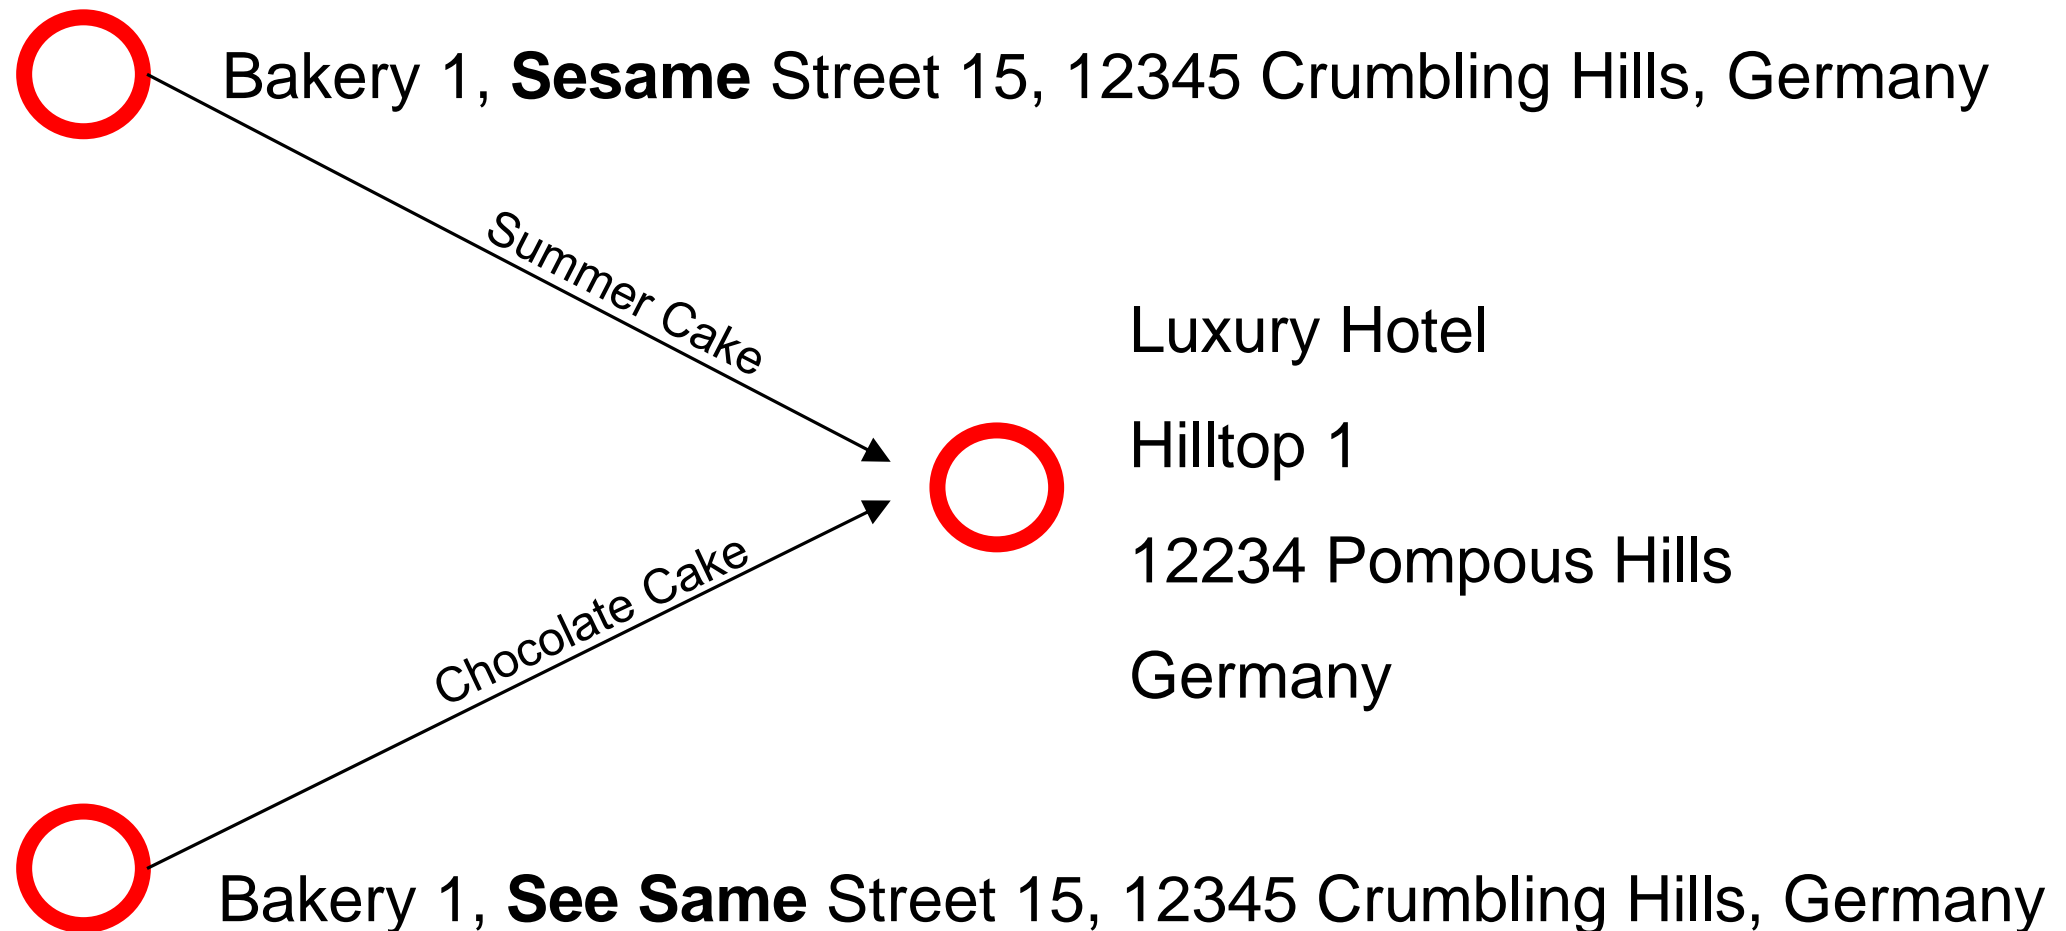 Bakery 1, Sesame Street 15, 12345 Crumbling Hills, Germany
Summer Cake
Luxury Hotel
Hilltop 1
12234 Pompous Hills
Germany
Chocolate Cake
Bakery 1, See Same Street 15, 12345 Crumbling Hills, Germany